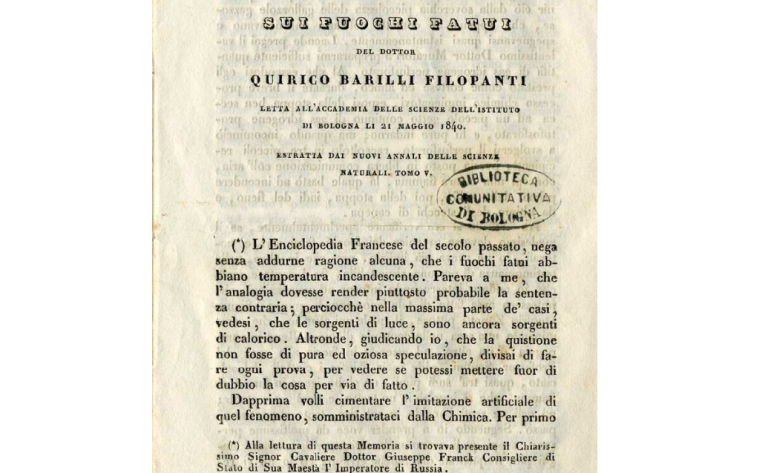 SUI FUOCHI FATUI
DEL DOTTOR
QUIRICO BARILLI FILOPANTI
LETTA ALL'ACCADEMIA DELLE SCIENZE DELL'ISTITUTO
DI BOLOGNA LI 21 MAGGIO 1840.
ESTRATTA DAI NUOVI ANNALI DELLE SCIENZE
NATURALI. TOMO V.
BIBLIOTECA
COMUNITATIVA
DI BOLOGNA
(*) L'Enciclopedia Francese del secolo passato, nega
senza addurne ragione alcuna, che i fuochi fatui ab-
biano temperatura incandescente. Pareva a me, che
l'analogia dovesse render piuttosto probabile la senten-
za contraria; perciocchè nella massima parte de' casi,
vedesi, che le sorgenti di luce, sono ancora sorgenti
di calorico. Altronde, giudicando io, che la quistione
non fosse di pura ed oziosa speculazione, divisai di fa-
re ogni prova, per vedere se potessi mettere fuor di
dubbio la cosa per via di fatto.
Dapprima volli cimentare l'imitazione artificiale di
quel fenomeno, somministrataci dalla Chimica. Per primo
(*) Alla lettura di questa Memoria si trovava presente il Chiaris-
simo Signor Cavaliere Dottor Giuseppe Franck Consigliere di
Stato di Sua Maestà l'Imperatore di Russia.